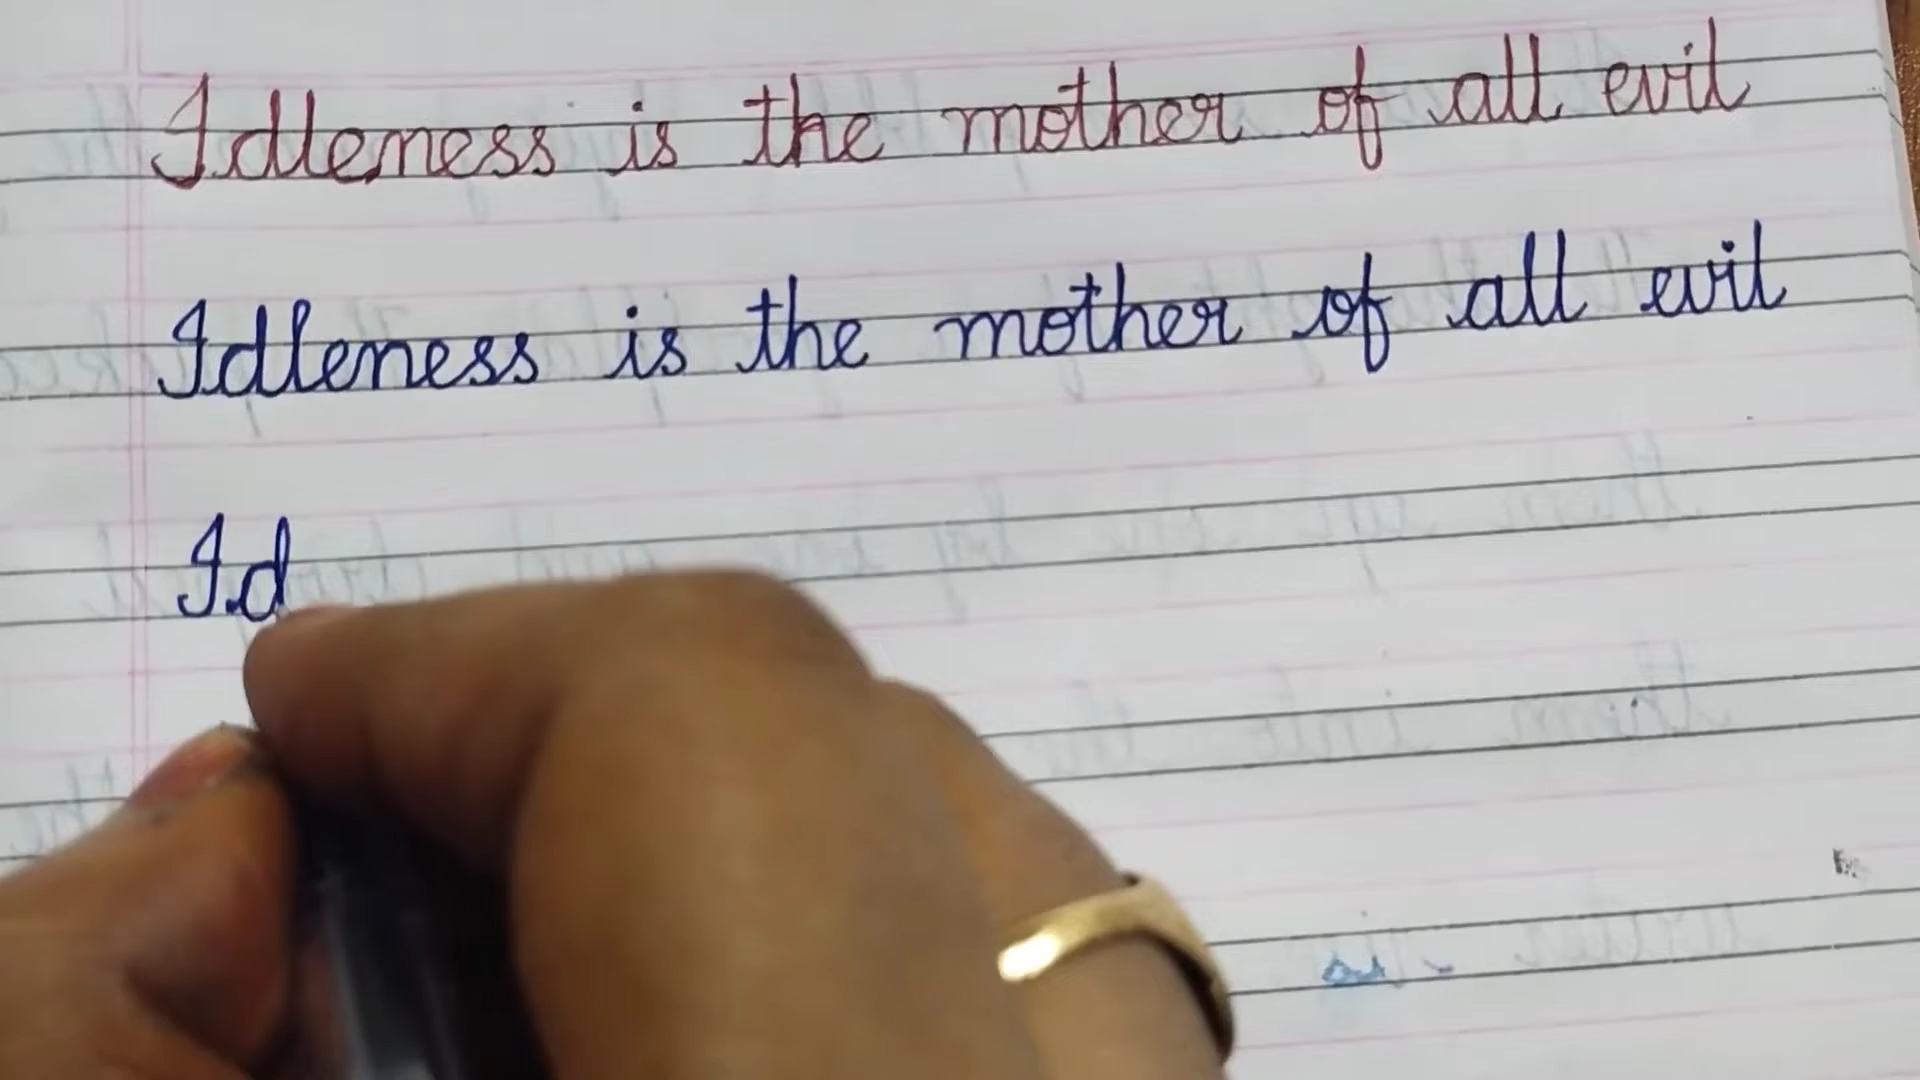 Idleness is the mother of all evil
Idleness is the mother of all evil
Id